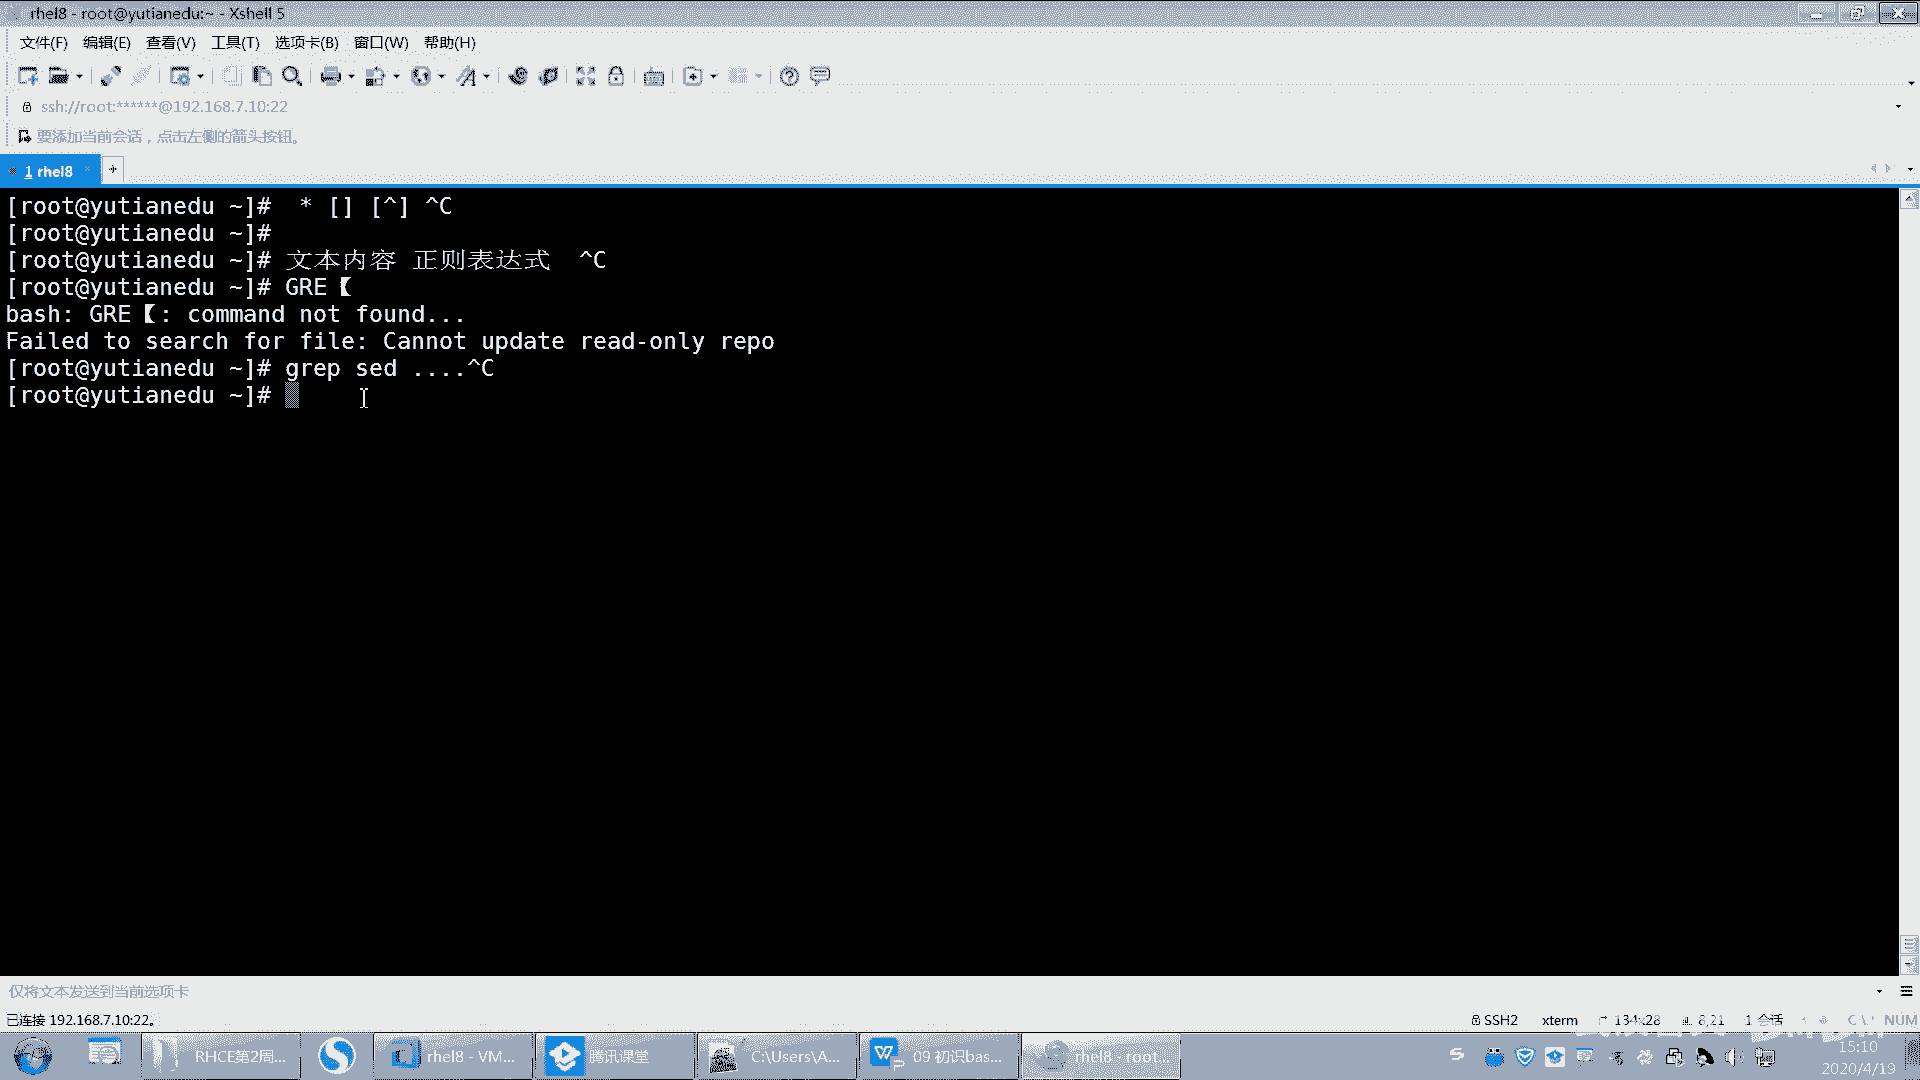 rhel8 - root@yutianedu:~ - Xshell 5
文件(F) 编辑(E) 查看(V) 工具(T) 选项卡(B) 窗口(W) 帮助(H)
ssh://root:******@192.168.7.10:22
要添加当前会话，点击左侧的箭头按钮。
1 rhel8
[root@yutianedu ~]#  * [] [^] ^C
[root@yutianedu ~]#
[root@yutianedu ~]# 文本内容 正则表达式  ^C
[root@yutianedu ~]# GRE【
bash: GRE【: command not found...
Failed to search for file: Cannot update read-only repo
[root@yutianedu ~]# grep sed ....^C
[root@yutianedu ~]#
仅将文本发送到当前选项卡
已连接 192.168.7.10:22。 SSH2 xterm 134x28 8,21 1 会话 NUM
RHCE第2周... rhel8 - VM... 腾讯课堂 C:\Users\A... 09 初识bas... rhel8 - root... 15:10
2020/4/19